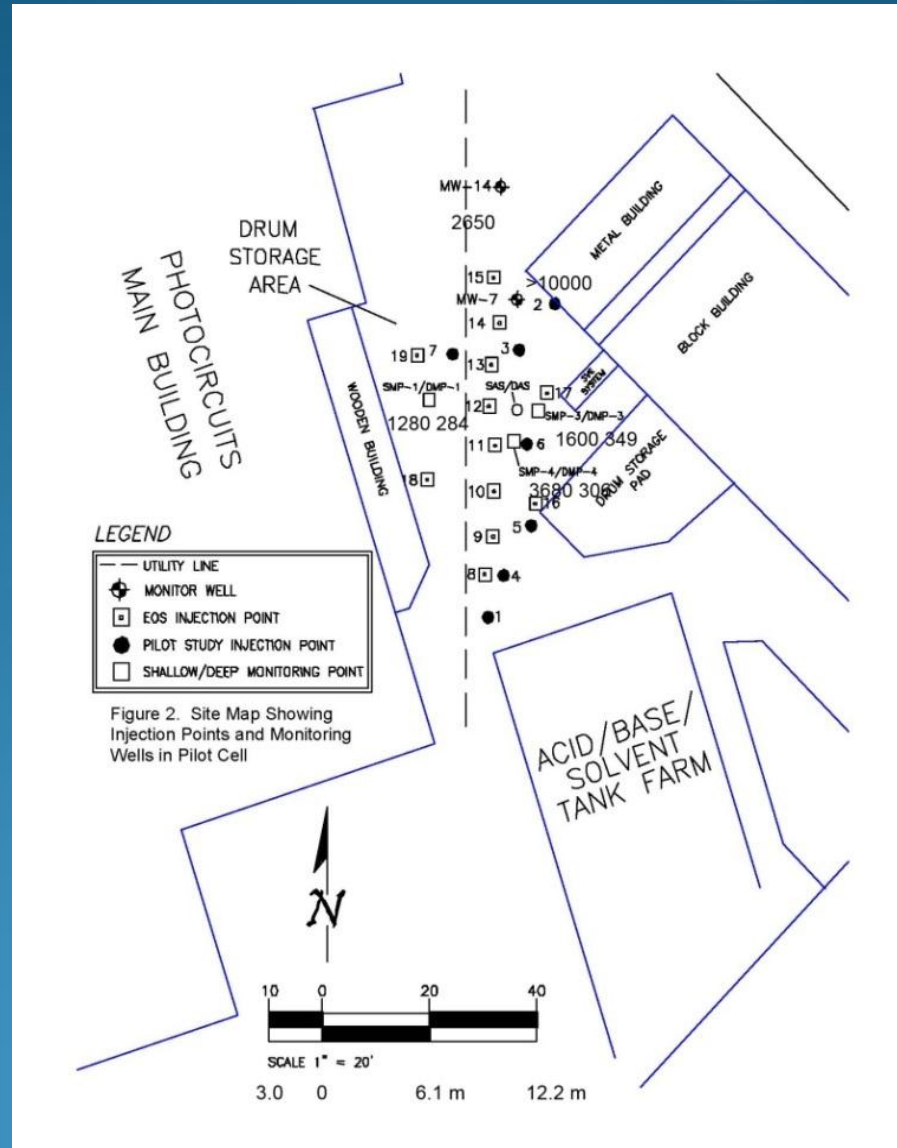 MW-14
2650
DRUM
STORAGE
AREA
PHOTOCIRCUITS
MAIN BUILDING
METAL BUILDING
BLOCK BUILDING
15
>10000
MW-7
2
14
19
7
3
13
SVE
SYSTEM
WOODEN BUILDING
SMP-1/DMP-1
SAS/DAS
17
12
SMP-3/DMP-3
1280 284
11
6
1600 349
SMP-4/DMP-4
DRUM STORAGE
PAD
18
10
3680 306
16
9
5
8
4
1
LEGEND
UTILITY LINE
MONITOR WELL
EOS INJECTION POINT
PILOT STUDY INJECTION POINT
SHALLOW/DEEP MONITORING POINT
Figure 2. Site Map Showing
Injection Points and Monitoring
Wells in Pilot Cell
ACID/BASE/
SOLVENT
TANK FARM
N
10 0 20 40
SCALE 1" = 20'
3.0 0 6.1 m 12.2 m